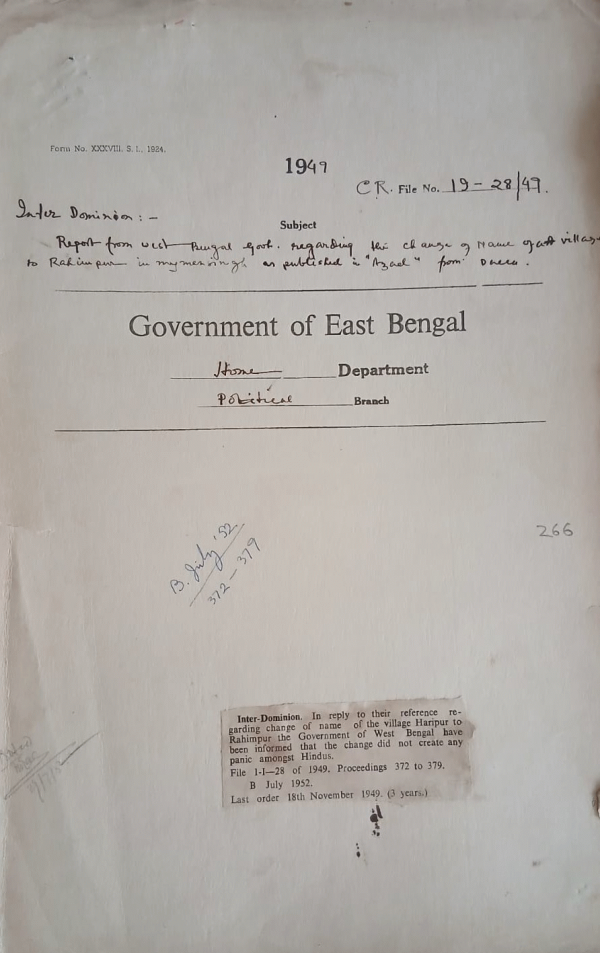 Form No. XXXVIII. S. I., 1924.
1949
C.R. File No. 19-28/49.
Inter Dominion: -
Subject
Report from West Bengal Govt. regarding the change of Name of village
to Rahimpur in mymensingh as published in "Azad" from Dacca.
Government of East Bengal
Home Department
Political Branch
B. July '52
372 - 379
266
Inter-Dominion. In reply to their reference re-
garding change of name of the village Haripur to
Rahimpur the Government of West Bengal have
been informed that the change did not create any
panic amongst Hindus.
File 1-I—28 of 1949. Proceedings 372 to 379.
B July 1952.
Last order 18th November 1949. (3 years.)